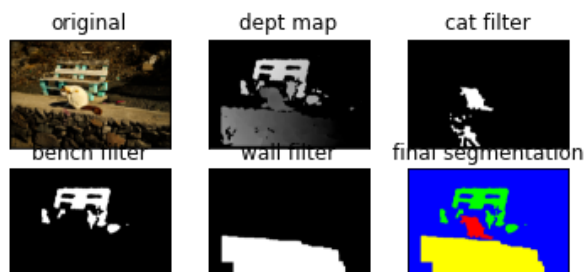 original
dept map
cat filter
bench filter
wall filter
final segmentation